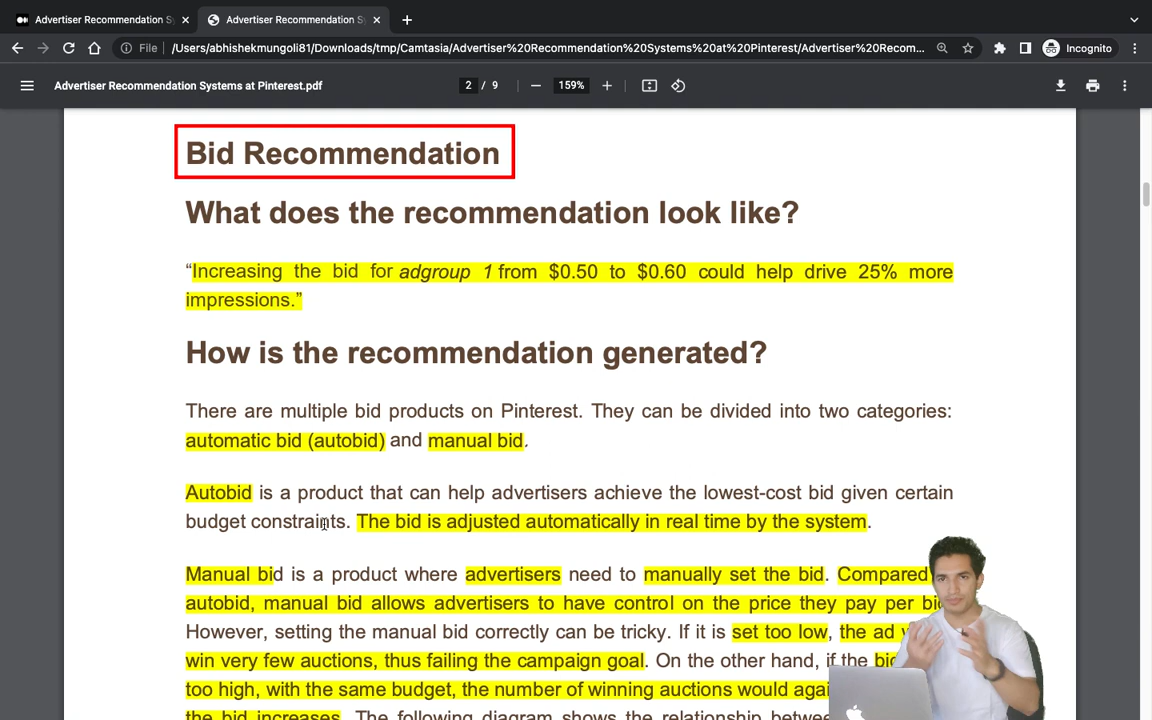 Advertiser Recommendation S
Advertiser Recommendation S
File
/Users/abhishekmungoli81/Downloads/tmp/Camtasia/Advertiser%20Recommendation%20Systems%20at%20Pinterest/Advertiser%20Recom...
Incognito
Advertiser Recommendation Systems at Pinterest.pdf
2 / 9
159%
Bid Recommendation
What does the recommendation look like?
“Increasing the bid for adgroup 1 from $0.50 to $0.60 could help drive 25% more
impressions.”
How is the recommendation generated?
There are multiple bid products on Pinterest. They can be divided into two categories:
automatic bid (autobid) and manual bid.
Autobid is a product that can help advertisers achieve the lowest-cost bid given certain
budget constraints. The bid is adjusted automatically in real time by the system.
Manual bid is a product where advertisers need to manually set the bid. Compared
autobid, manual bid allows advertisers to have control on the price they pay per
However, setting the manual bid correctly can be tricky. If it is set too low, the ad
win very few auctions, thus failing the campaign goal. On the other hand, if the
too high, with the same budget, the number of winning auctions would
the bid increases. The following diagram shows the relationship